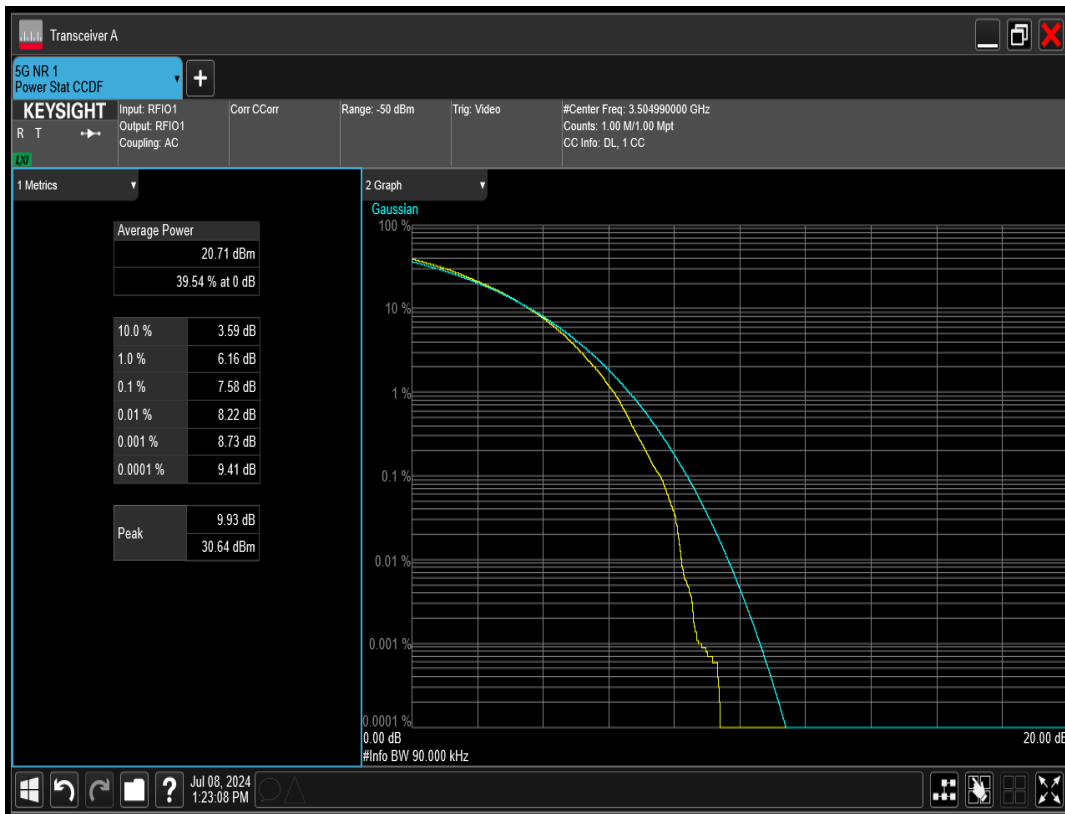 Transceiver A
5G NR 1
Power Stat CCDF
+
KEYSIGHT
R T
LXI
Input: RFIO1
Output: RFIO1
Coupling: AC
Corr CCorr
Range: -50 dBm
Trig: Video
#Center Freq: 3.504990000 GHz
Counts: 1.00 M/1.00 Mpt
CC Info: DL, 1 CC
1 Metrics
Average Power
20.71 dBm
39.54 % at 0 dB
10.0 % 3.59 dB
1.0 % 6.16 dB
0.1 % 7.58 dB
0.01 % 8.22 dB
0.001 % 8.73 dB
0.0001 % 9.41 dB
Peak
9.93 dB
30.64 dBm
2 Graph
Gaussian
100 %
10 %
1 %
0.1 %
0.01 %
0.001 %
0.0001 %
0.00 dB
20.00 dB
#Info BW 90.000 kHz
?
Jul 08, 2024
1:23:08 PM